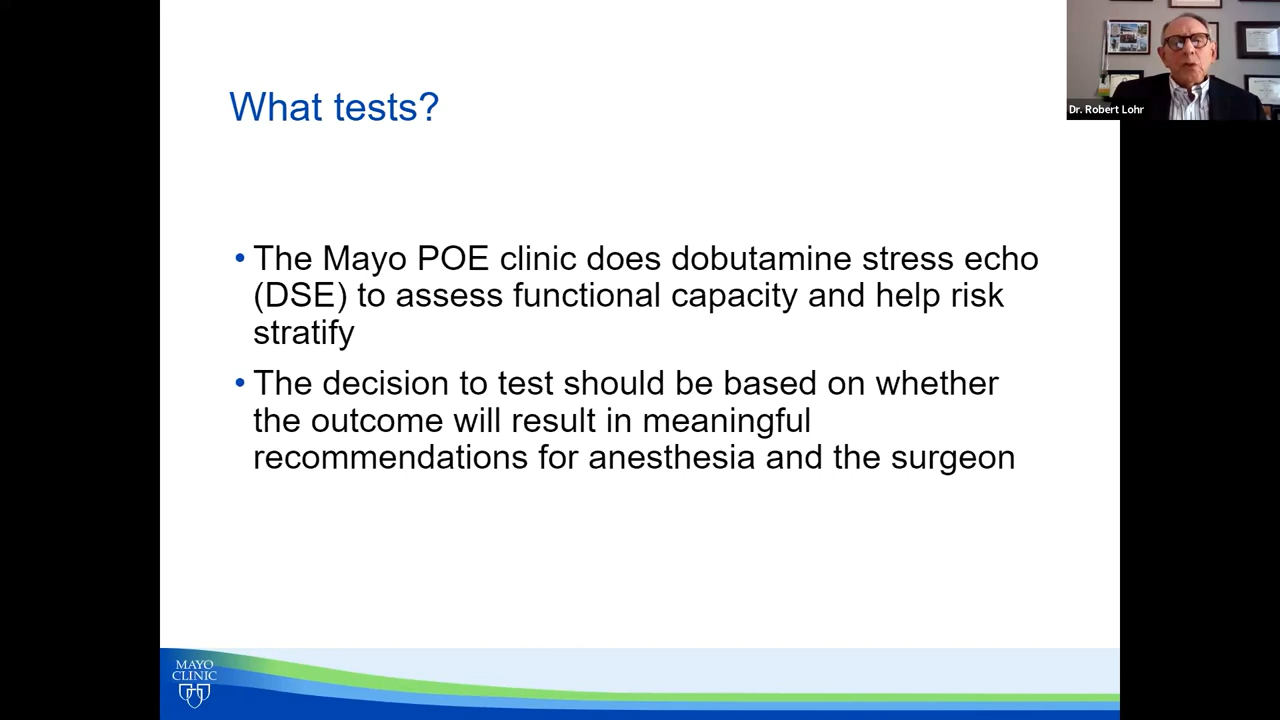 Dr. Robert Lohr
What tests?
• The Mayo POE clinic does dobutamine stress echo
(DSE) to assess functional capacity and help risk
stratify
• The decision to test should be based on whether
the outcome will result in meaningful
recommendations for anesthesia and the surgeon
MAYO
CLINIC